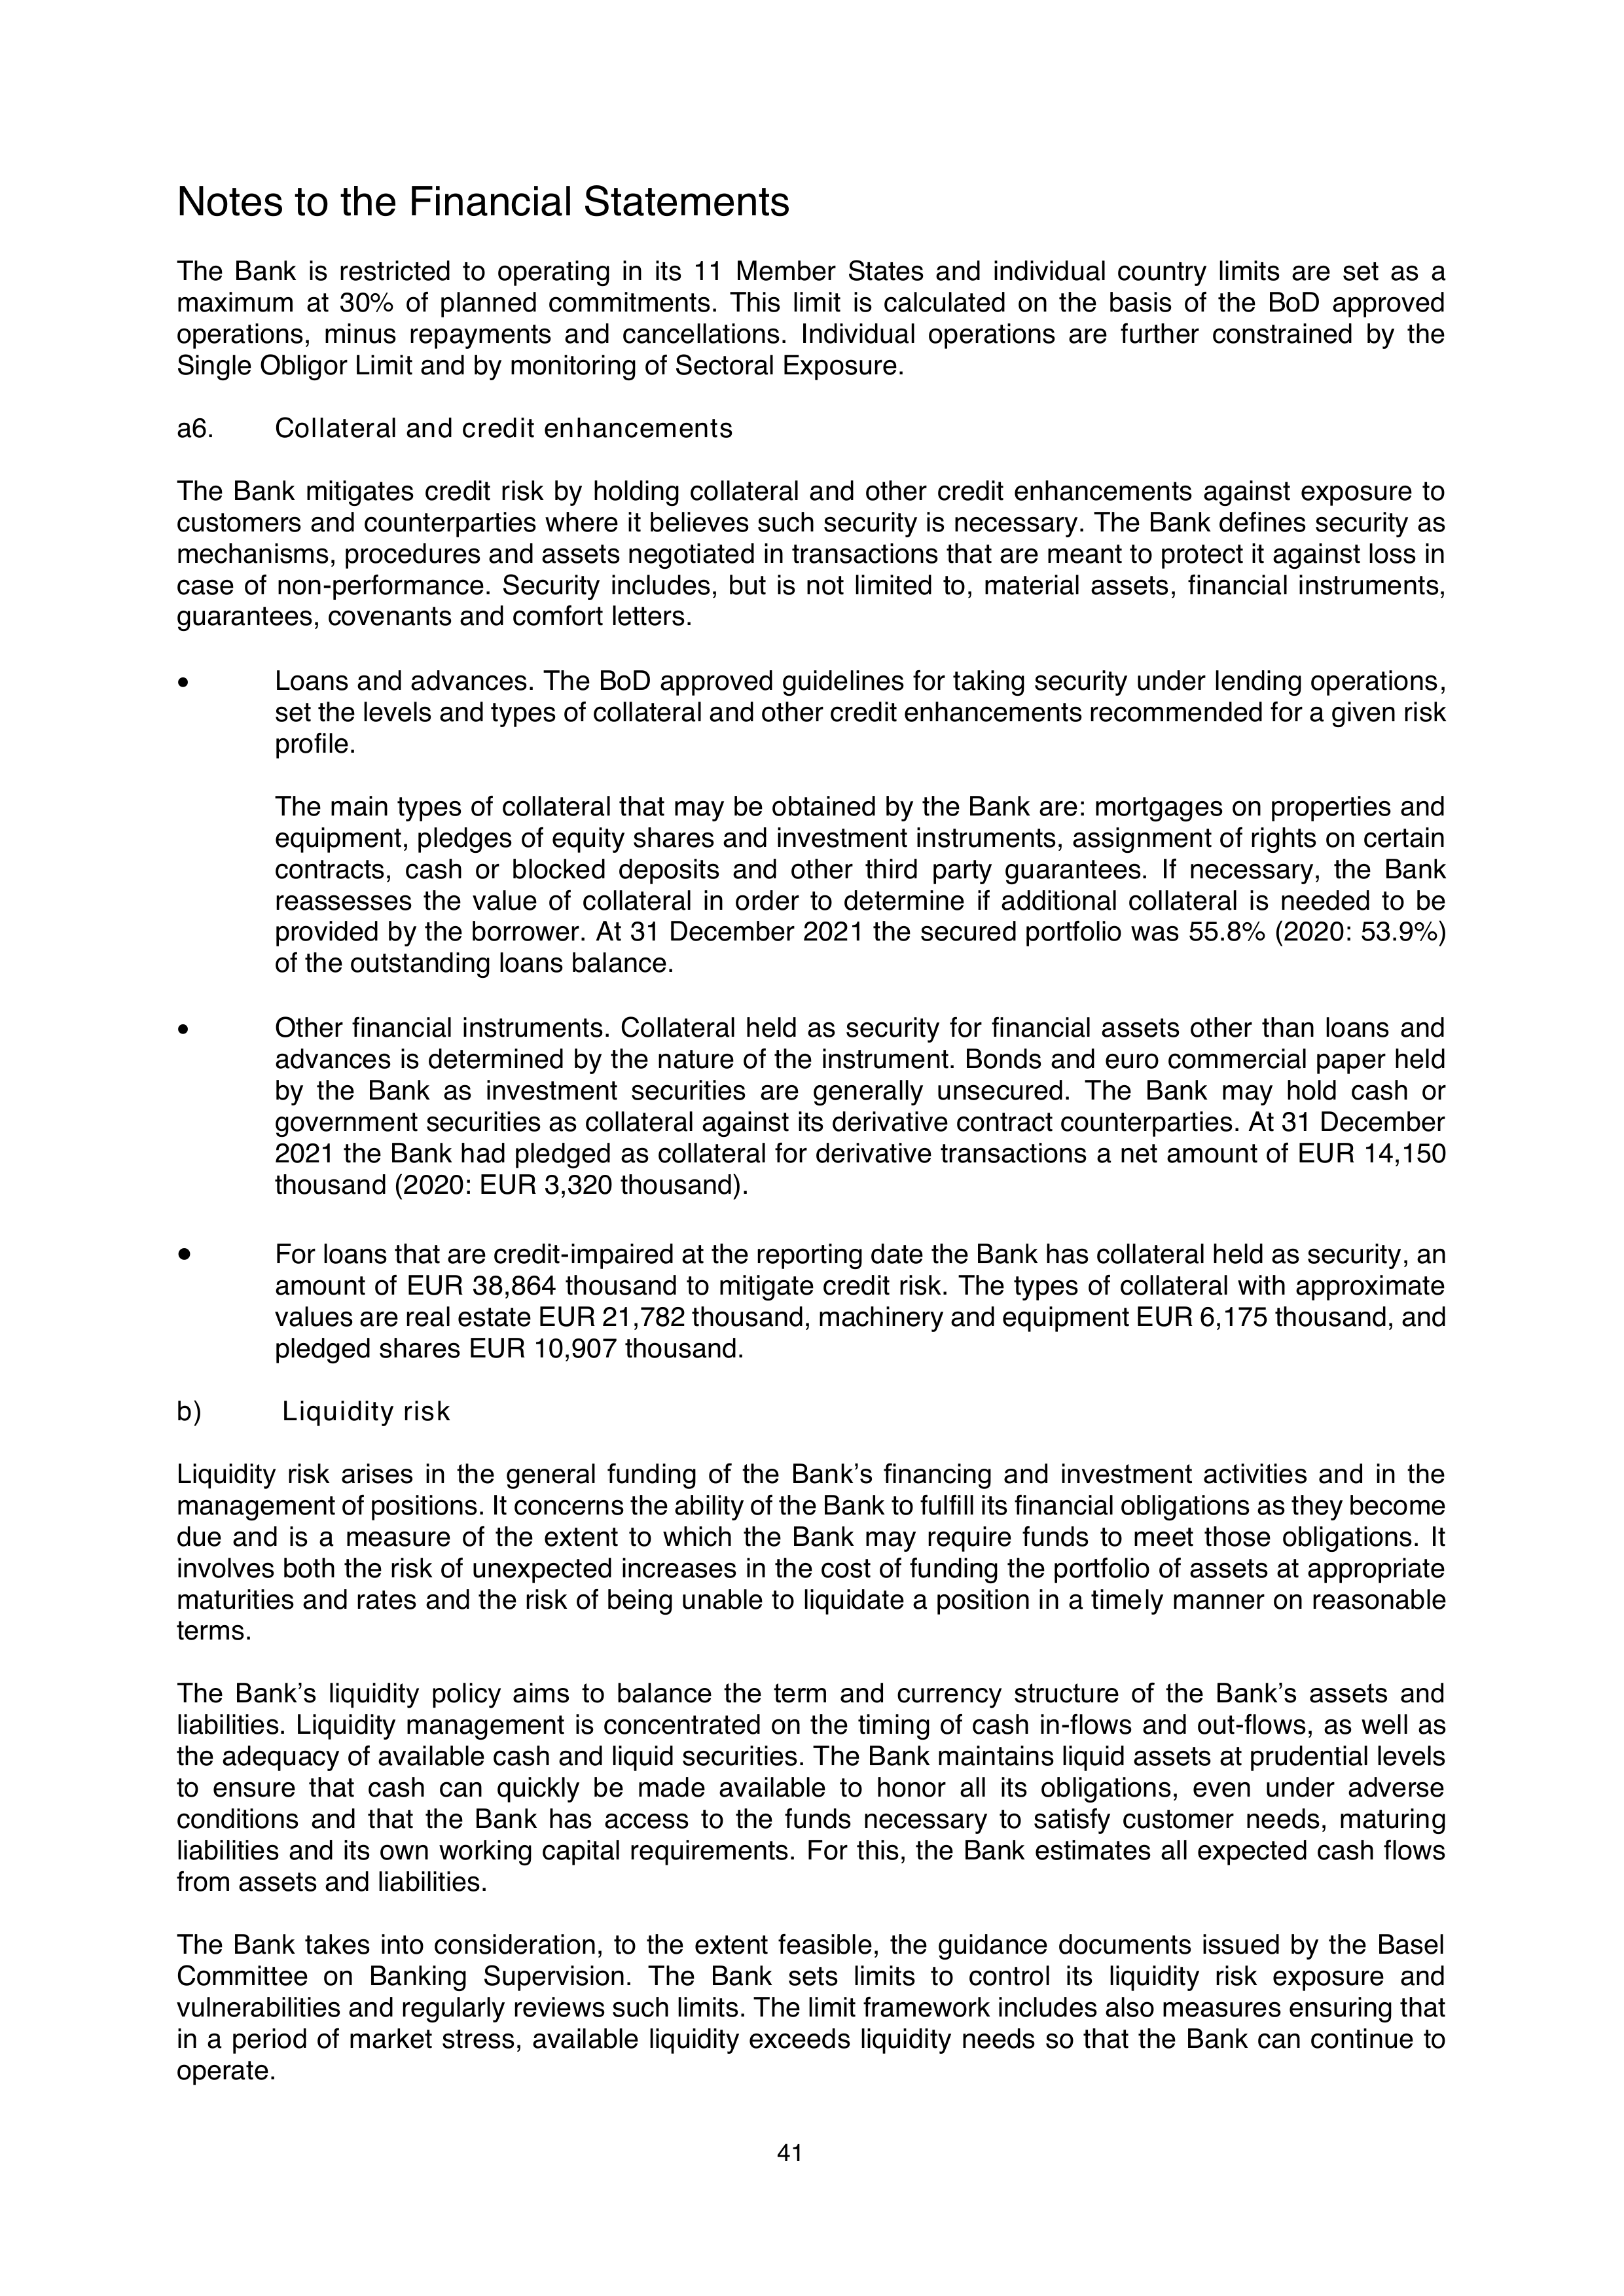 Notes to the Financial Statements
The Bank is restricted to operating in its 11 Member States and individual country limits are set as a
maximum at 30% of planned commitments. This limit is calculated on the basis of the BoD approved
operations, minus repayments and cancellations. Individual operations are further constrained by the
Single Obligor Limit and by monitoring of Sectoral Exposure.
a6. Collateral and credit enhancements
The Bank mitigates credit risk by holding collateral and other credit enhancements against exposure to
customers and counterparties where it believes such security is necessary. The Bank defines security as
mechanisms, procedures and assets negotiated in transactions that are meant to protect it against loss in
case of non-performance. Security includes, but is not limited to, material assets, financial instruments,
guarantees, covenants and comfort letters.
• Loans and advances. The BoD approved guidelines for taking security under lending operations,
set the levels and types of collateral and other credit enhancements recommended for a given risk
profile.
The main types of collateral that may be obtained by the Bank are: mortgages on properties and
equipment, pledges of equity shares and investment instruments, assignment of rights on certain
contracts, cash or blocked deposits and other third party guarantees. If necessary, the Bank
reassesses the value of collateral in order to determine if additional collateral is needed to be
provided by the borrower. At 31 December 2021 the secured portfolio was 55.8% (2020: 53.9%)
of the outstanding loans balance.
• Other financial instruments. Collateral held as security for financial assets other than loans and
advances is determined by the nature of the instrument. Bonds and euro commercial paper held
by the Bank as investment securities are generally unsecured. The Bank may hold cash or
government securities as collateral against its derivative contract counterparties. At 31 December
2021 the Bank had pledged as collateral for derivative transactions a net amount of EUR 14,150
thousand (2020: EUR 3,320 thousand).
• For loans that are credit-impaired at the reporting date the Bank has collateral held as security, an
amount of EUR 38,864 thousand to mitigate credit risk. The types of collateral with approximate
values are real estate EUR 21,782 thousand, machinery and equipment EUR 6,175 thousand, and
pledged shares EUR 10,907 thousand.
b) Liquidity risk
Liquidity risk arises in the general funding of the Bank’s financing and investment activities and in the
management of positions. It concerns the ability of the Bank to fulfill its financial obligations as they become
due and is a measure of the extent to which the Bank may require funds to meet those obligations. It
involves both the risk of unexpected increases in the cost of funding the portfolio of assets at appropriate
maturities and rates and the risk of being unable to liquidate a position in a timely manner on reasonable
terms.
The Bank’s liquidity policy aims to balance the term and currency structure of the Bank’s assets and
liabilities. Liquidity management is concentrated on the timing of cash in-flows and out-flows, as well as
the adequacy of available cash and liquid securities. The Bank maintains liquid assets at prudential levels
to ensure that cash can quickly be made available to honor all its obligations, even under adverse
conditions and that the Bank has access to the funds necessary to satisfy customer needs, maturing
liabilities and its own working capital requirements. For this, the Bank estimates all expected cash flows
from assets and liabilities.
The Bank takes into consideration, to the extent feasible, the guidance documents issued by the Basel
Committee on Banking Supervision. The Bank sets limits to control its liquidity risk exposure and
vulnerabilities and regularly reviews such limits. The limit framework includes also measures ensuring that
in a period of market stress, available liquidity exceeds liquidity needs so that the Bank can continue to
operate.
41